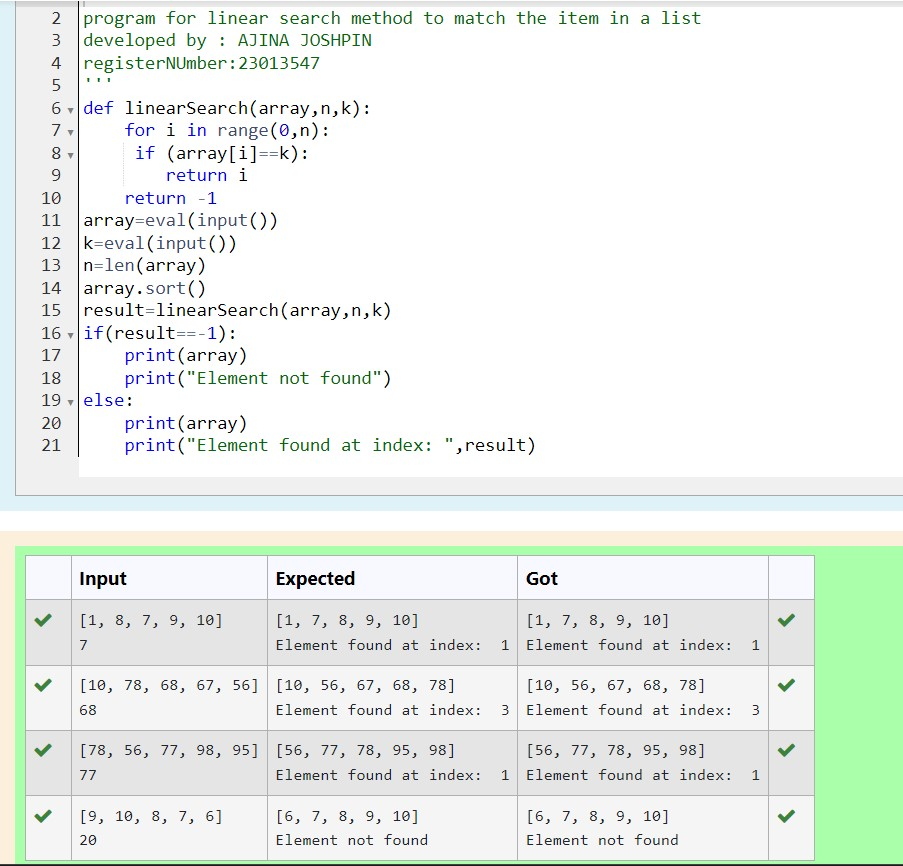 2 program for linear search method to match the item in a list
3 developed by : AJINA JOSHPIN
4 registerNUmber:23013547
5 '''
6 def linearSearch(array,n,k):
7     for i in range(0,n):
8      if (array[i]==k):
9         return i
10     return -1
11 array=eval(input())
12 k=eval(input())
13 n=len(array)
14 array.sort()
15 result=linearSearch(array,n,k)
16 if(result==-1):
17     print(array)
18     print("Element not found")
19 else:
20     print(array)
21     print("Element found at index: ",result)
Input Expected Got
[1, 8, 7, 9, 10] [1, 7, 8, 9, 10] [1, 7, 8, 9, 10]
7 Element found at index:  1 Element found at index:  1
[10, 78, 68, 67, 56] [10, 56, 67, 68, 78] [10, 56, 67, 68, 78]
68 Element found at index:  3 Element found at index:  3
[78, 56, 77, 98, 95] [56, 77, 78, 95, 98] [56, 77, 78, 95, 98]
77 Element found at index:  1 Element found at index:  1
[9, 10, 8, 7, 6] [6, 7, 8, 9, 10] [6, 7, 8, 9, 10]
20 Element not found Element not found